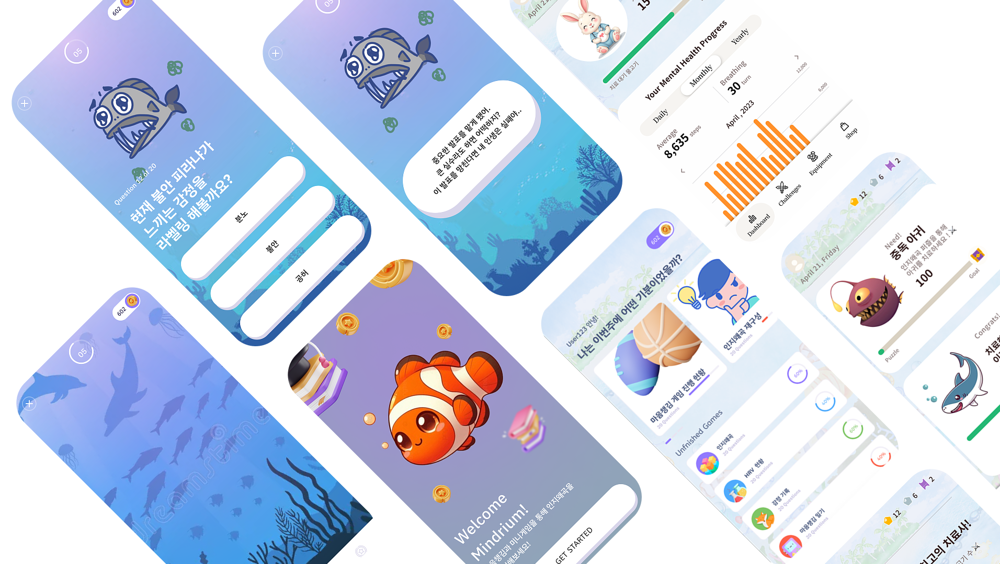 602
05
Question 12 of 20
현재 불안 피라냐가
느끼는 감정을
라벨링 해볼까요?
분노
불안
공허
05
중요한 발표를 맡게 됐어.
큰 실수라도 하면 어떡하지?
이 발표를 망친다면 내 인생은 실패야..
April 21,
15
치료 대기 물고기
Your Mental Health Progress
Daily
Monthly
Yearly
Average
8,635 steps
Breathing
30 turn
April , 2023
12,000
6,000
Dashboard
Challenges
Equipment
Shop
602
05
dreamstime
Welcome
Mindrium!
음챙김과 미니게임을 통해 인지왜곡을
해보세요!
GET STARTED
602
User123 안녕!
나는 이번주에 어떤 기분이었을까?
마음챙김 게임 진행 현황
20 Questions
인지왜곡 재구성
20 Questions
Unfnished Games
인지왜곡
20 Questions
60%
HRV 현황
20 Questions
40%
감정 기록
20 Questions
60%
마음챙김 일기
20 Questions
40%
12
6
2
April 21, Friday
Need!
중독 아귀
인지왜곡 퍼즐을 통해
아귀를 치료하세요 !
100
Puzzle
Goal
Congrats!
치료
12
6
2
고의 치료사!
고기 수